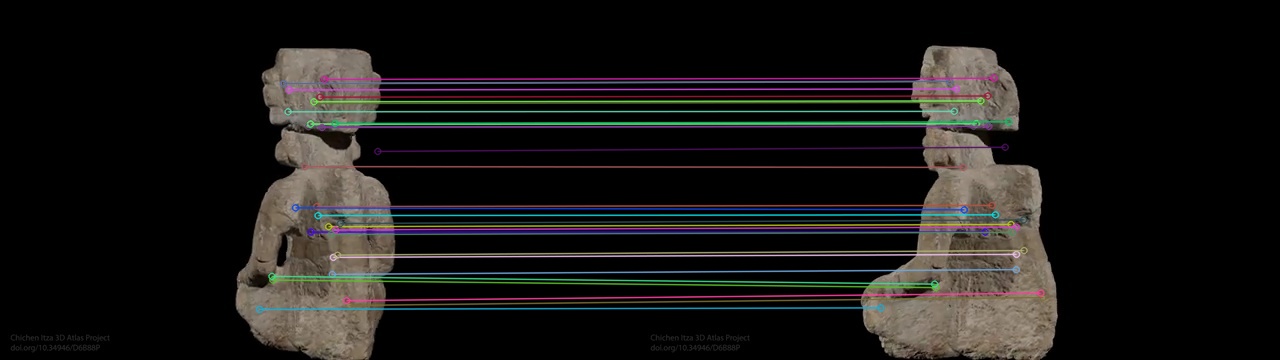 Chichen Itza 3D Atlas Project
doi.org/10.34946/D6B88P
Chichen Itza 3D Atlas Project
doi.org/10.34946/D6B88P